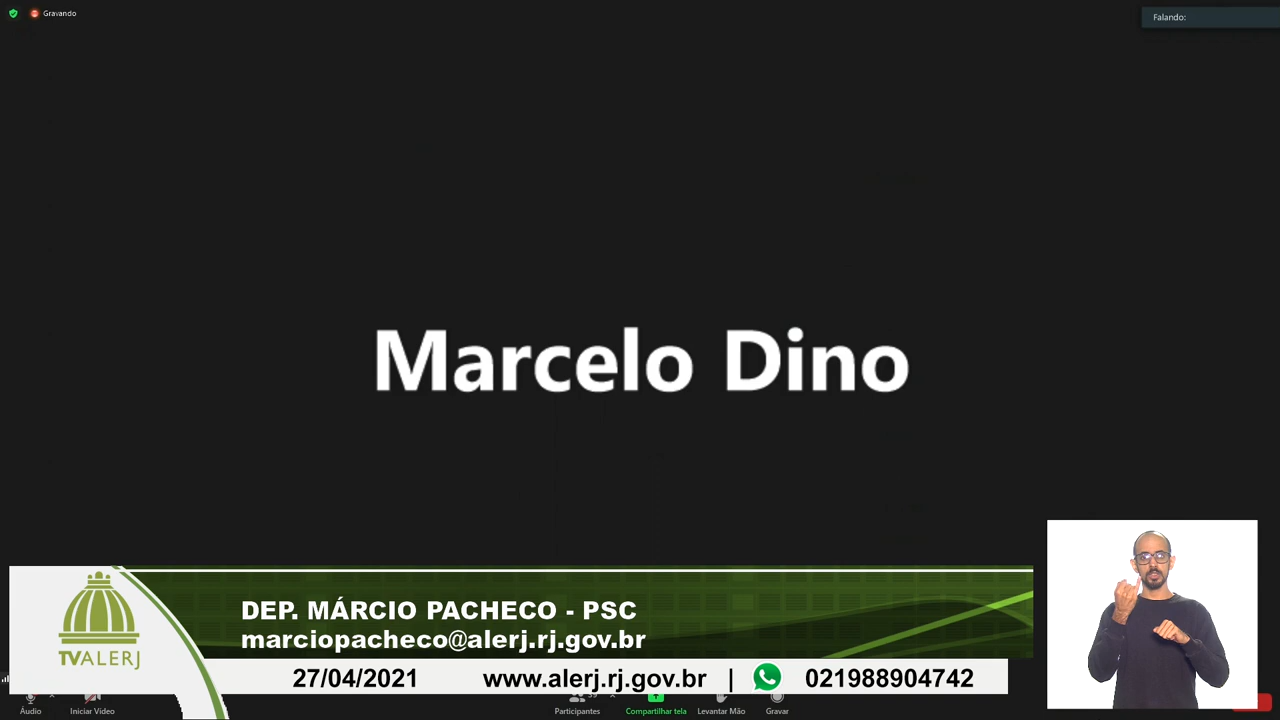 Gravando
Falando:
Marcelo Dino
DEP. MÁRCIO PACHECO - PSC
marciopacheco@alerj.rj.gov.br
TVALERJ
27/04/2021 www.alerj.rj.gov.br | 021988904742
Áudio Iniciar Vídeo Participantes Compartilhar tela Levantar Mão Gravar